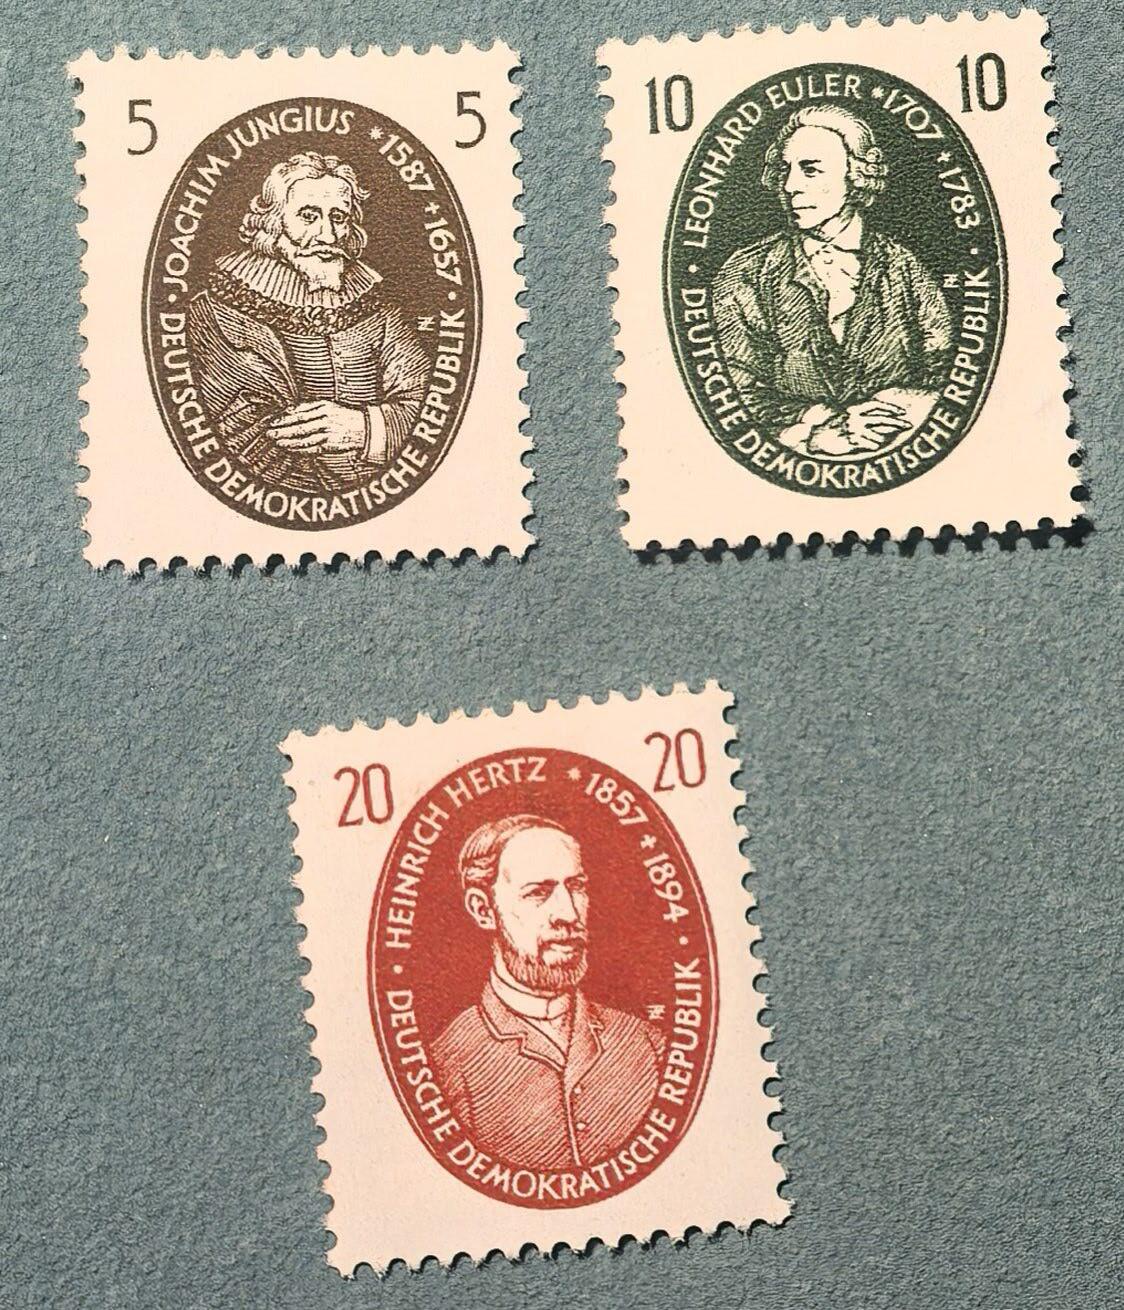 5 5
JOACHIM JUNGIUS *1587 +1657 ·
DEUTSCHE DEMOKRATISCHE REPUBLIK ·
10 10
LEONHARD EULER *1707 +1783 ·
DEUTSCHE DEMOKRATISCHE REPUBLIK ·
20 20
HEINRICH HERTZ *1857 +1894 ·
DEUTSCHE DEMOKRATISCHE REPUBLIK ·